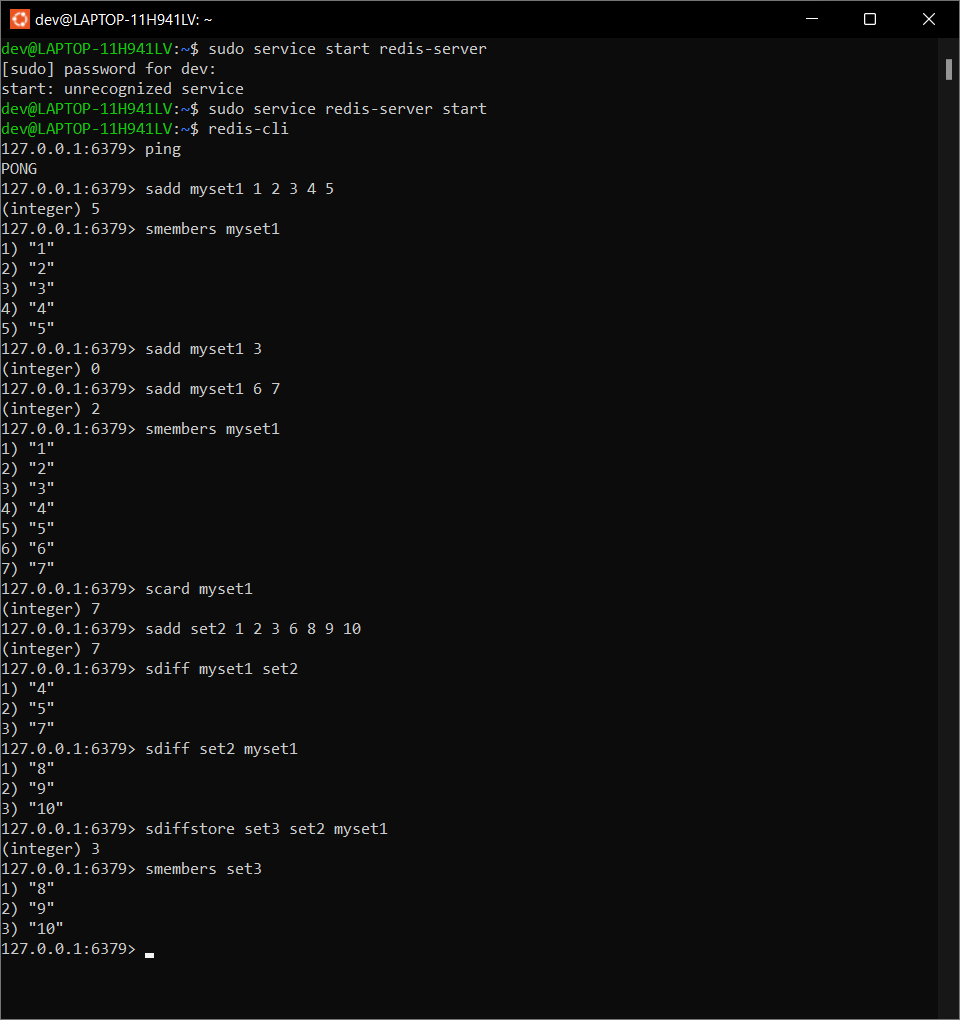 dev@LAPTOP-11H941LV: ~
dev@LAPTOP-11H941LV:~$ sudo service start redis-server
[sudo] password for dev:
start: unrecognized service
dev@LAPTOP-11H941LV:~$ sudo service redis-server start
dev@LAPTOP-11H941LV:~$ redis-cli
127.0.0.1:6379> ping
PONG
127.0.0.1:6379> sadd myset1 1 2 3 4 5
(integer) 5
127.0.0.1:6379> smembers myset1
1) "1"
2) "2"
3) "3"
4) "4"
5) "5"
127.0.0.1:6379> sadd myset1 3
(integer) 0
127.0.0.1:6379> sadd myset1 6 7
(integer) 2
127.0.0.1:6379> smembers myset1
1) "1"
2) "2"
3) "3"
4) "4"
5) "5"
6) "6"
7) "7"
127.0.0.1:6379> scard myset1
(integer) 7
127.0.0.1:6379> sadd set2 1 2 3 6 8 9 10
(integer) 7
127.0.0.1:6379> sdiff myset1 set2
1) "4"
2) "5"
3) "7"
127.0.0.1:6379> sdiff set2 myset1
1) "8"
2) "9"
3) "10"
127.0.0.1:6379> sdiffstore set3 set2 myset1
(integer) 3
127.0.0.1:6379> smembers set3
1) "8"
2) "9"
3) "10"
127.0.0.1:6379>